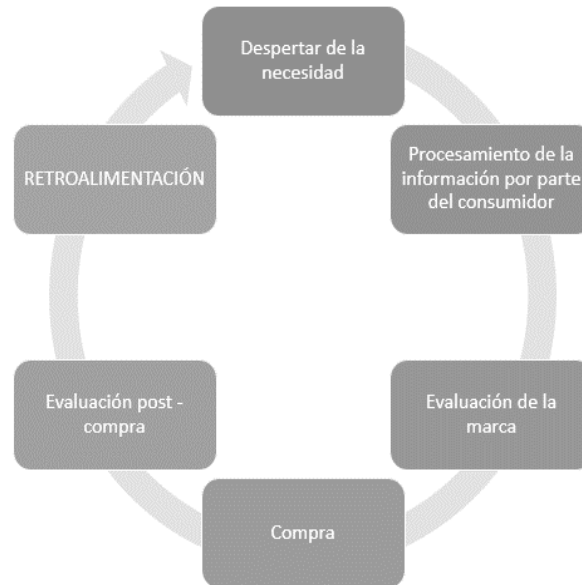 Despertar de la
necesidad
Procesamiento de la
información por parte
del consumidor
Evaluación de la
marca
Compra
Evaluación post -
compra
RETROALIMENTACIÓN